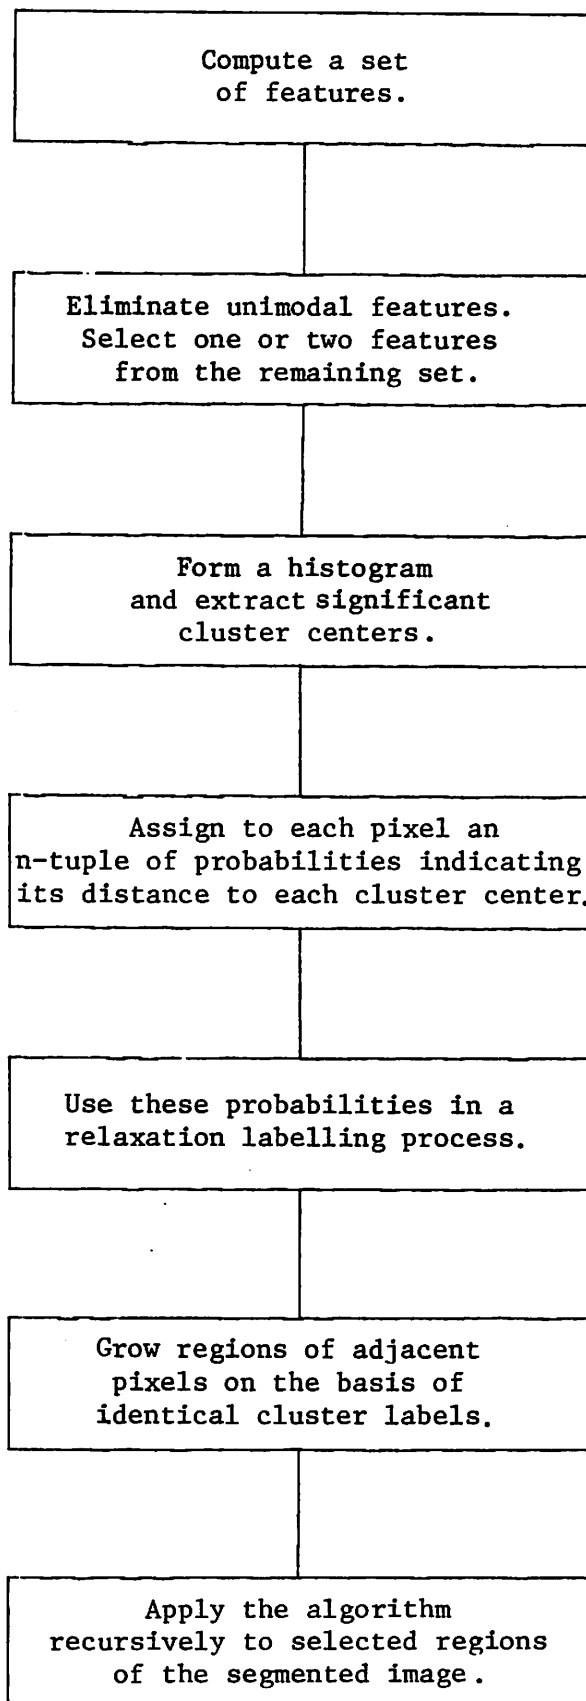 Compute a set
of features.
Eliminate unimodal features.
Select one or two features
from the remaining set.
Form a histogram
and extract significant
cluster centers.
Assign to each pixel an
n-tuple of probabilities indicating
its distance to each cluster center.
Use these probabilities in a
relaxation labelling process.
Grow regions of adjacent
pixels on the basis of
identical cluster labels.
Apply the algorithm
recursively to selected regions
of the segmented image.